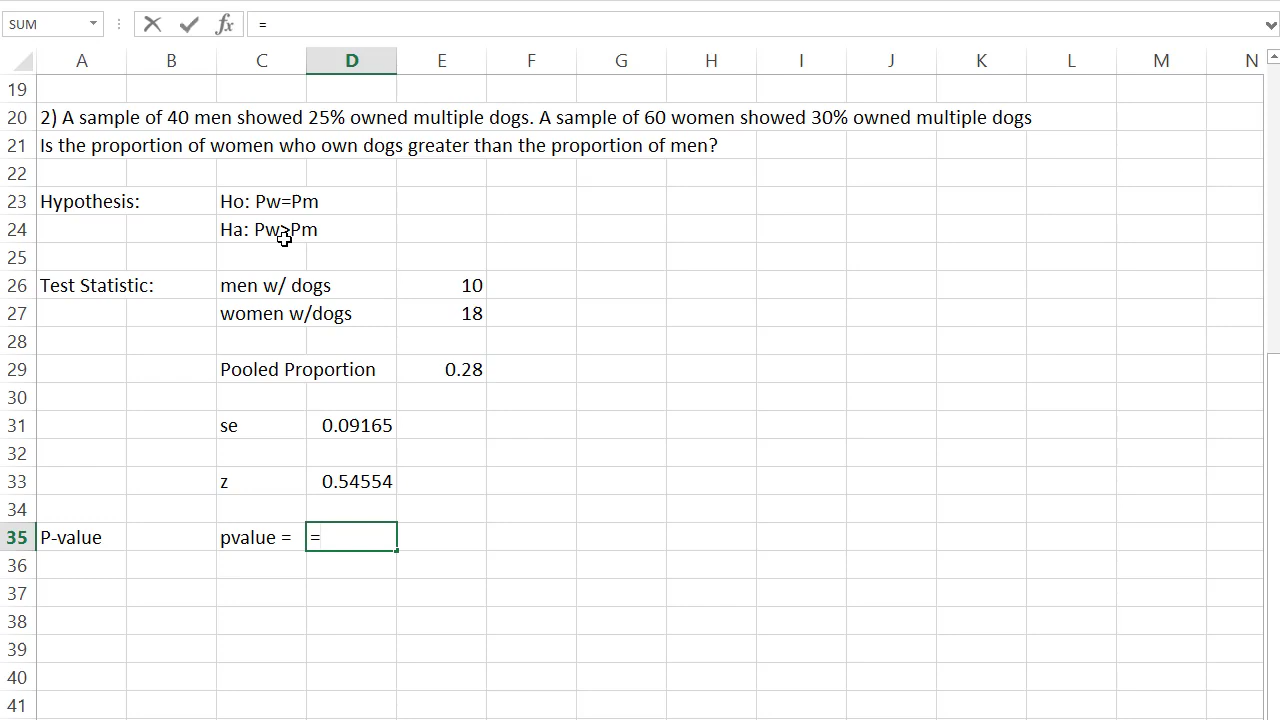 SUM fx =
A B C D E F G H I J K L M N
19
20 2) A sample of 40 men showed 25% owned multiple dogs. A sample of 60 women showed 30% owned multiple dogs
21 Is the proportion of women who own dogs greater than the proportion of men?
22
23 Hypothesis: Ho: Pw=Pm
24 Ha: Pw>Pm
25
26 Test Statistic: men w/ dogs 10
27 women w/dogs 18
28
29 Pooled Proportion 0.28
30
31 se 0.09165
32
33 z 0.54554
34
35 P-value pvalue = =
36
37
38
39
40
41